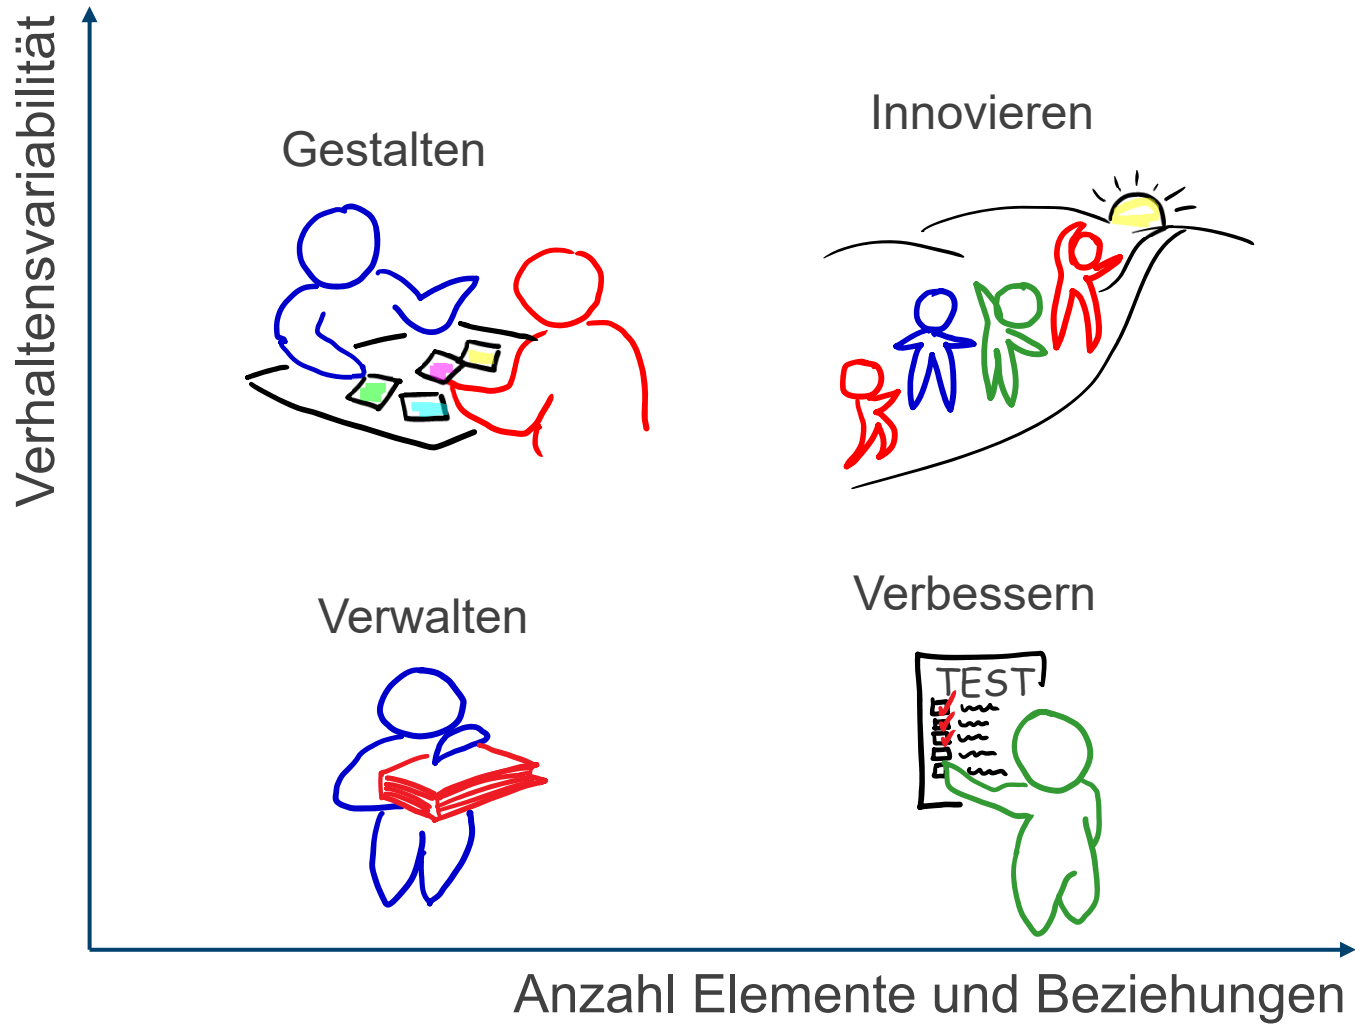 Verhaltensvariabilität
Gestalten
Innovieren
Verwalten
Verbessern
TEST
Anzahl Elemente und Beziehungen